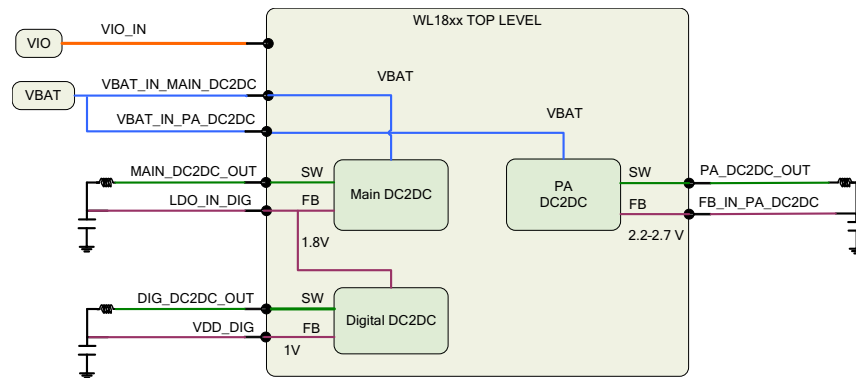 WL18xx TOP LEVEL
VIO
VIO_IN
VBAT
VBAT_IN_MAIN_DC2DC
VBAT
VBAT_IN_PA_DC2DC
VBAT
MAIN_DC2DC_OUT
SW
Main DC2DC
LDO_IN_DIG
FB
1.8V
PA
DC2DC
SW
PA_DC2DC_OUT
FB
FB_IN_PA_DC2DC
2.2-2.7 V
DIG_DC2DC_OUT
SW
Digital DC2DC
VDD_DIG
FB
1V